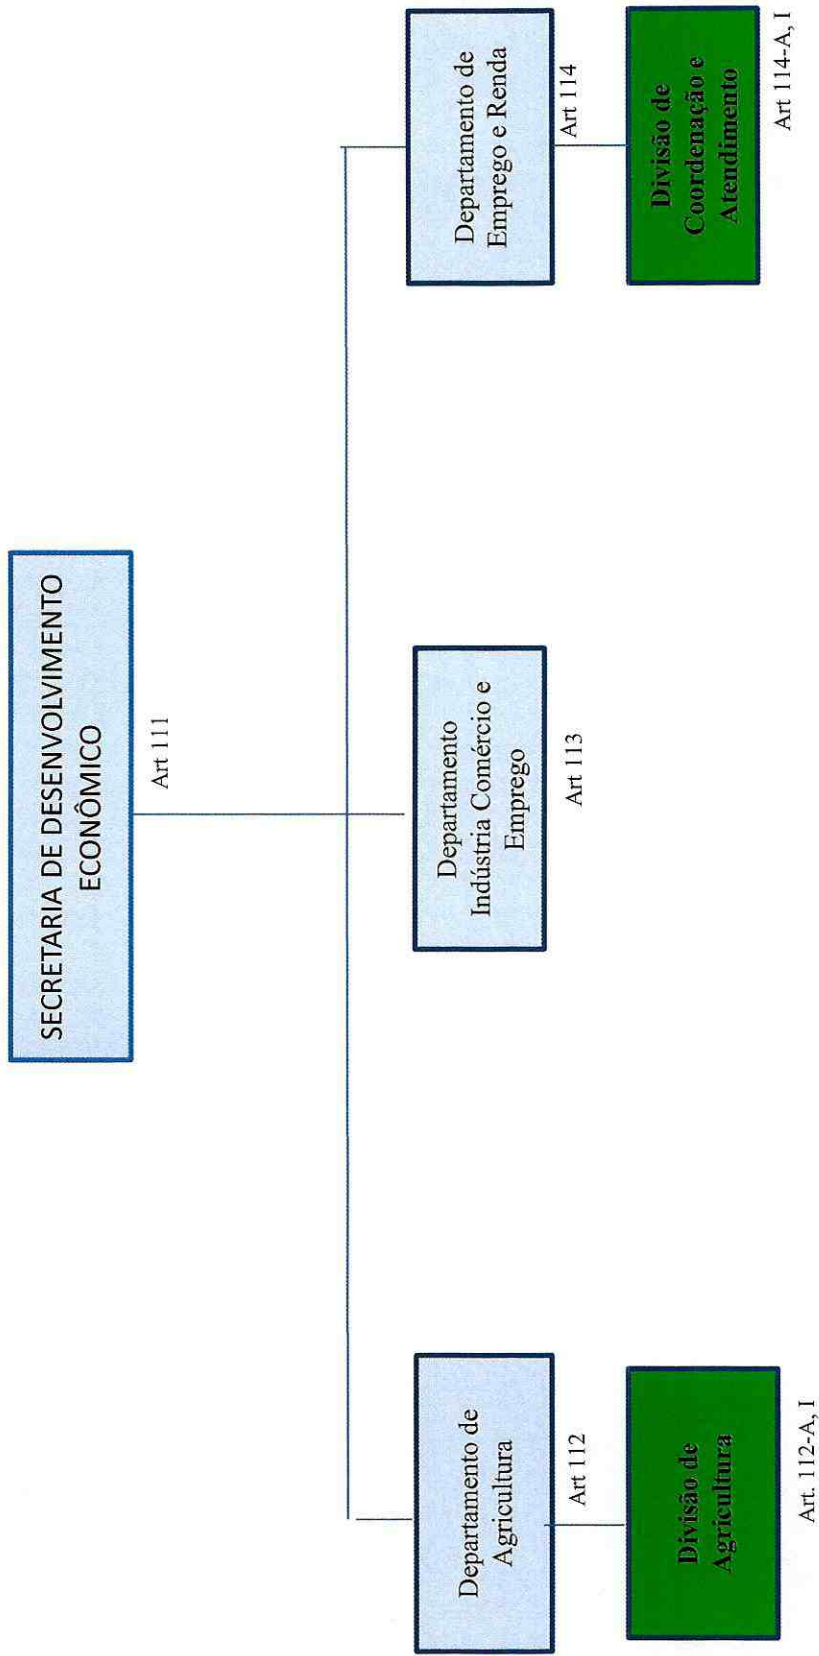 SECRETARIA DE DESENVOLVIMENTO
ECONÔMICO
Art 111
Departamento de
Agricultura
Art 112
Divisão de
Agricultura
Art. 112-A, I
Departamento
Indústria Comércio e
Emprego
Art 113
Departamento de
Emprego e Renda
Art 114
Divisão de
Coordenação e
Atendimento
Art 114-A, I